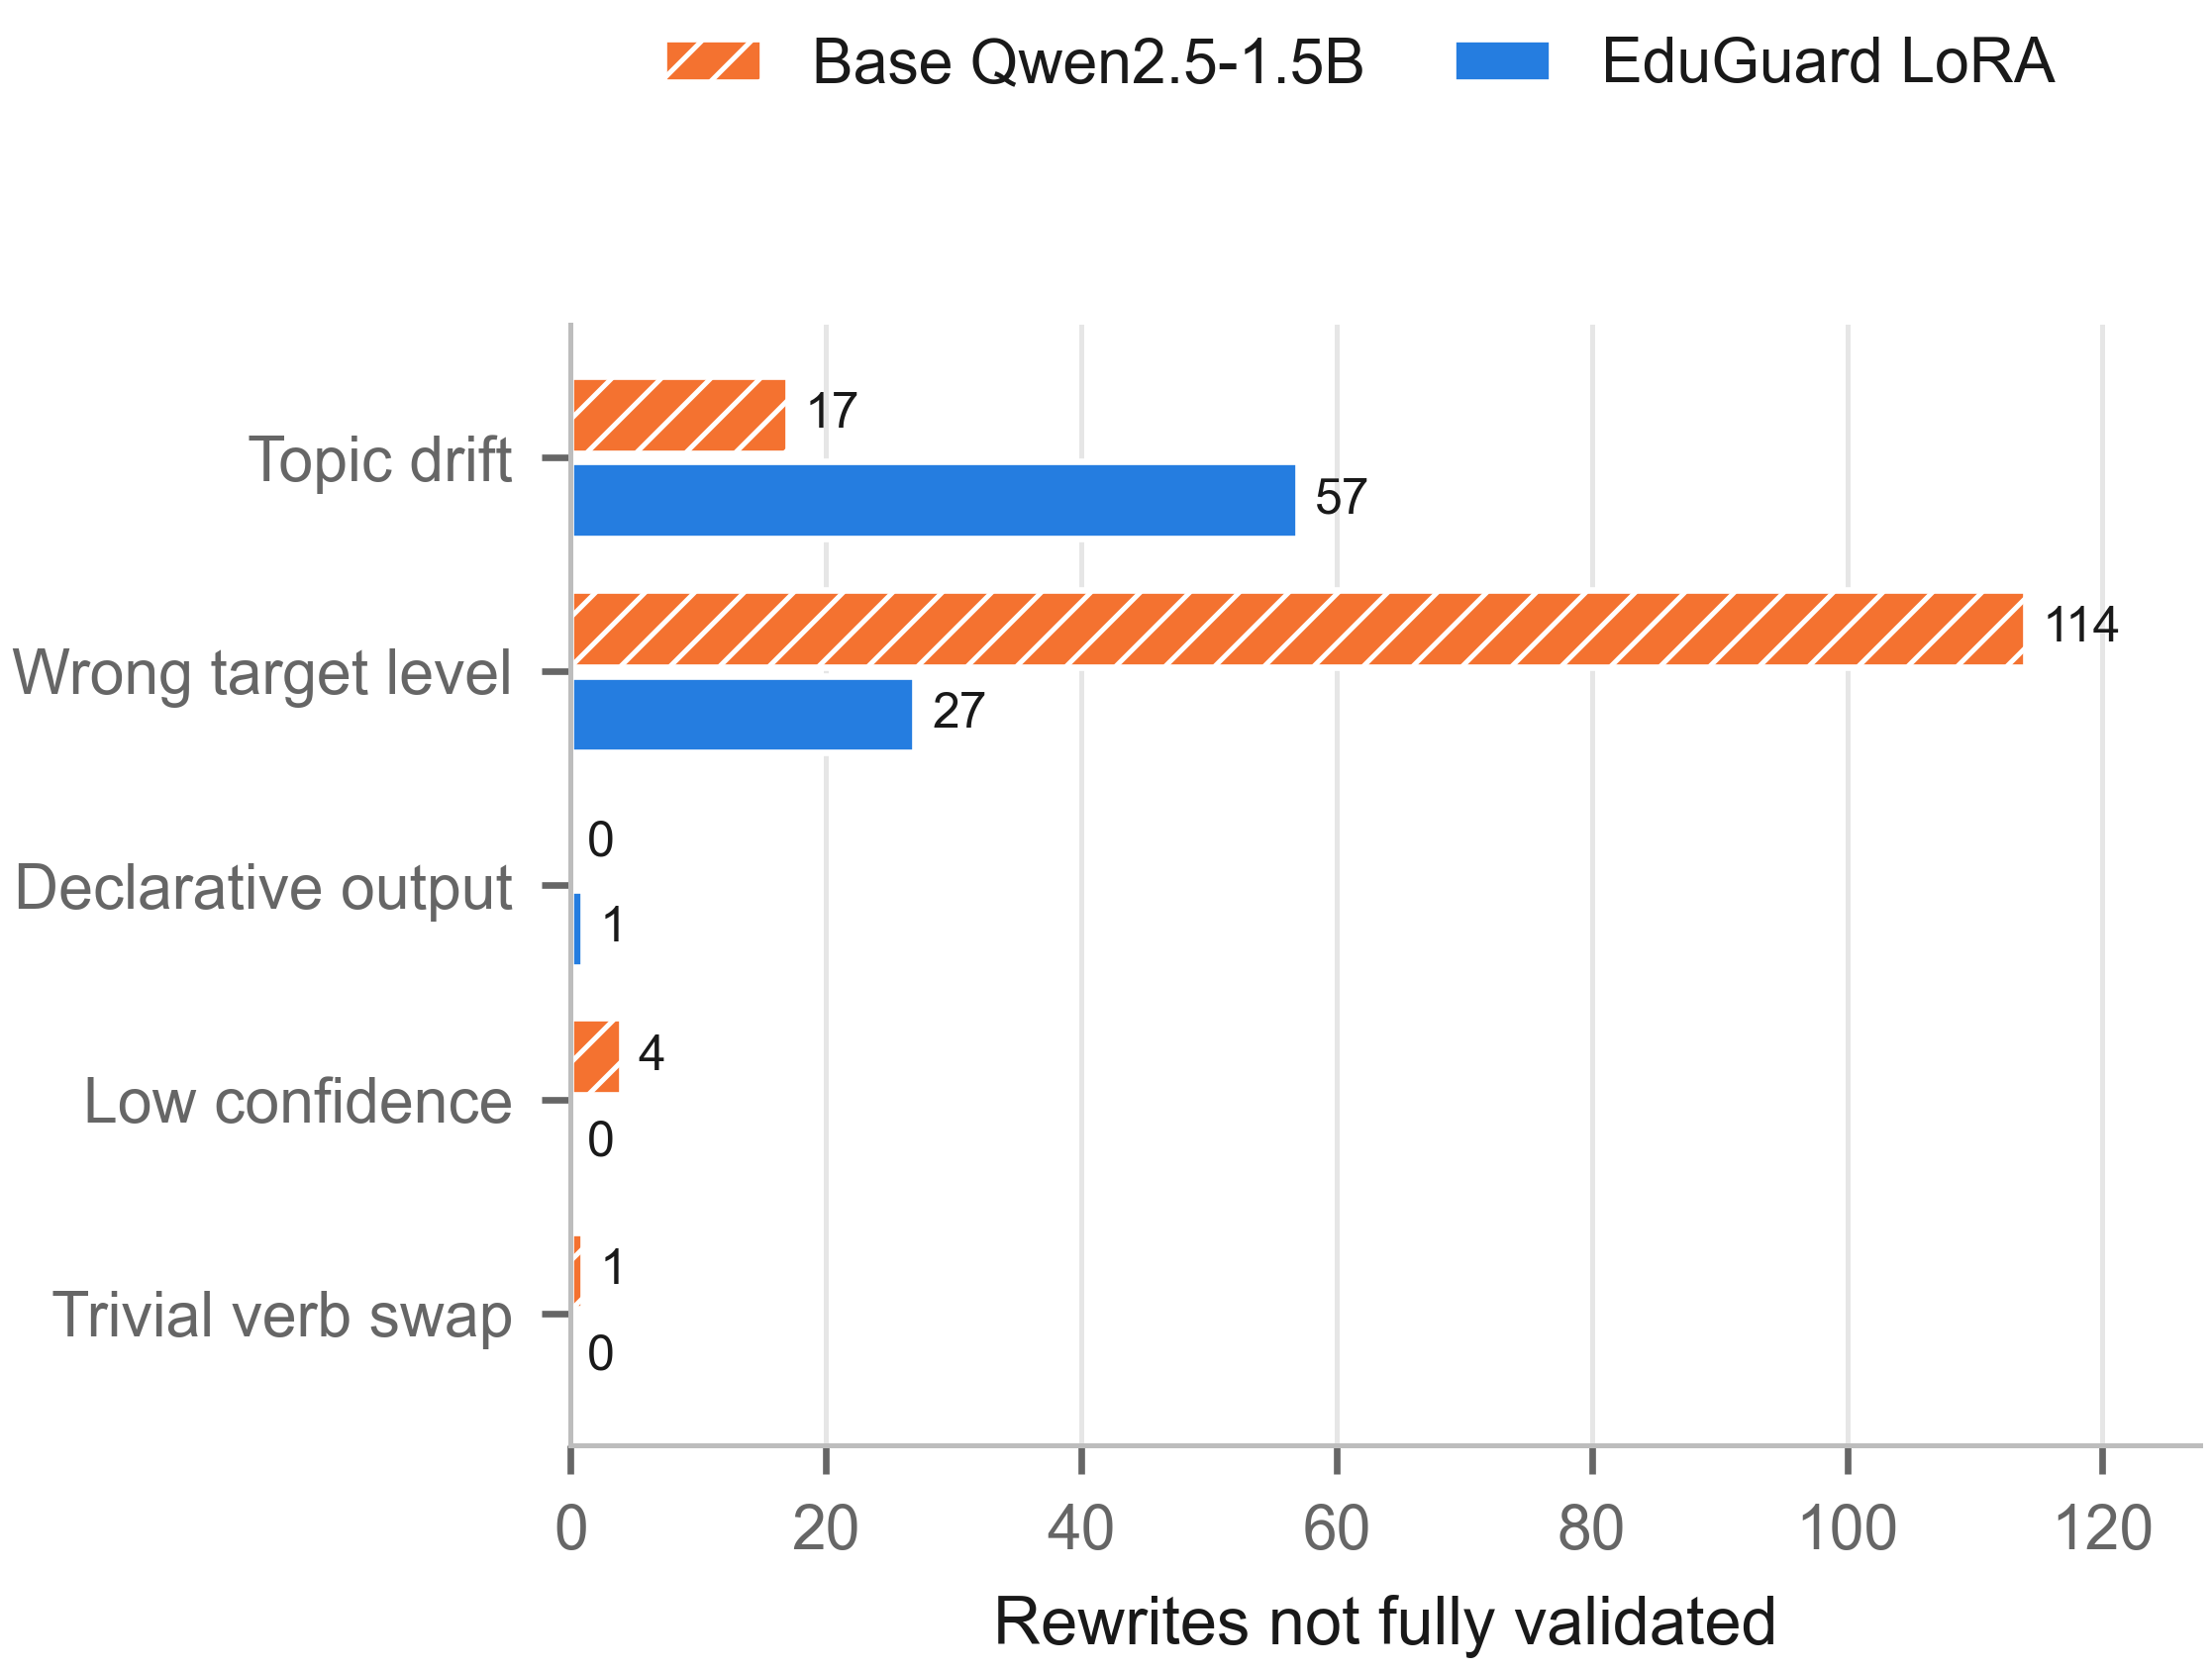 Base Qwen2.5-1.5B EduGuard LoRA
Topic drift
17
57
Wrong target level
114
27
Declarative output
0
1
Low confidence
4
0
Trivial verb swap
1
0
0 20 40 60 80 100 120
Rewrites not fully validated